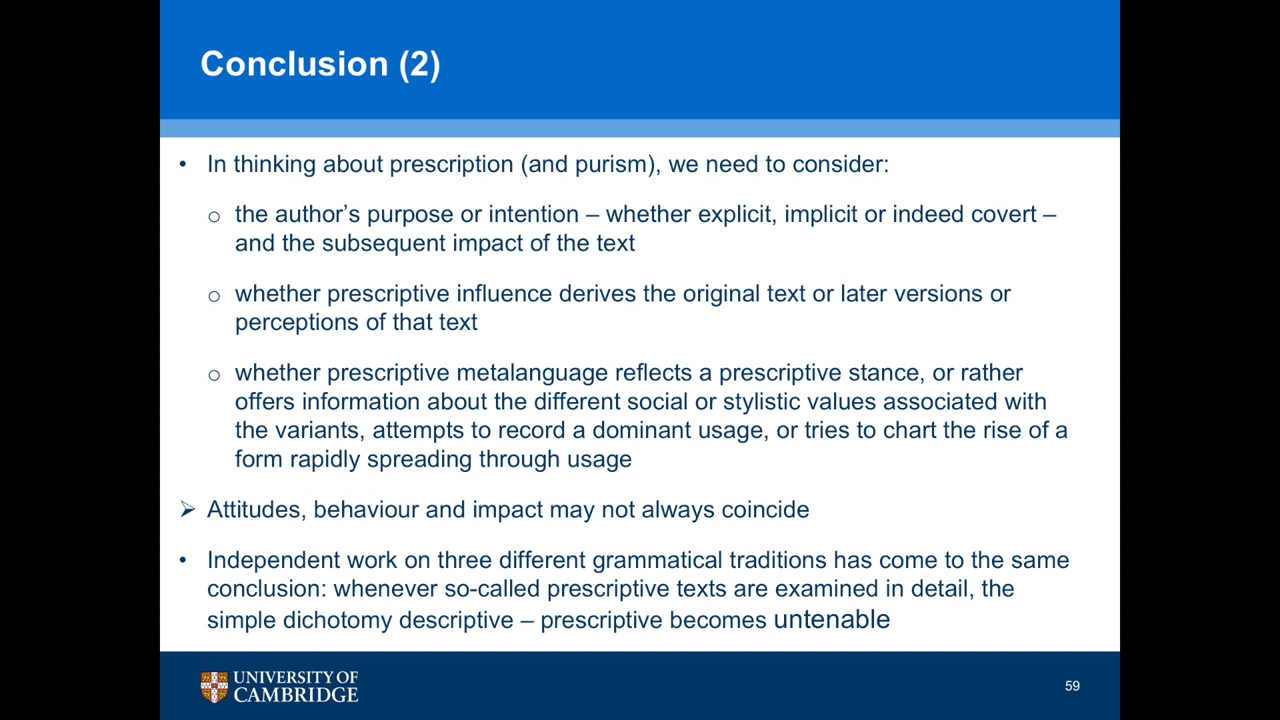 Conclusion (2)
• In thinking about prescription (and purism), we need to consider:
o the author’s purpose or intention – whether explicit, implicit or indeed covert –
and the subsequent impact of the text
o whether prescriptive influence derives the original text or later versions or
perceptions of that text
o whether prescriptive metalanguage reflects a prescriptive stance, or rather
offers information about the different social or stylistic values associated with
the variants, attempts to record a dominant usage, or tries to chart the rise of a
form rapidly spreading through usage
➢ Attitudes, behaviour and impact may not always coincide
• Independent work on three different grammatical traditions has come to the same
conclusion: whenever so-called prescriptive texts are examined in detail, the
simple dichotomy descriptive – prescriptive becomes untenable
UNIVERSITY OF
CAMBRIDGE
59